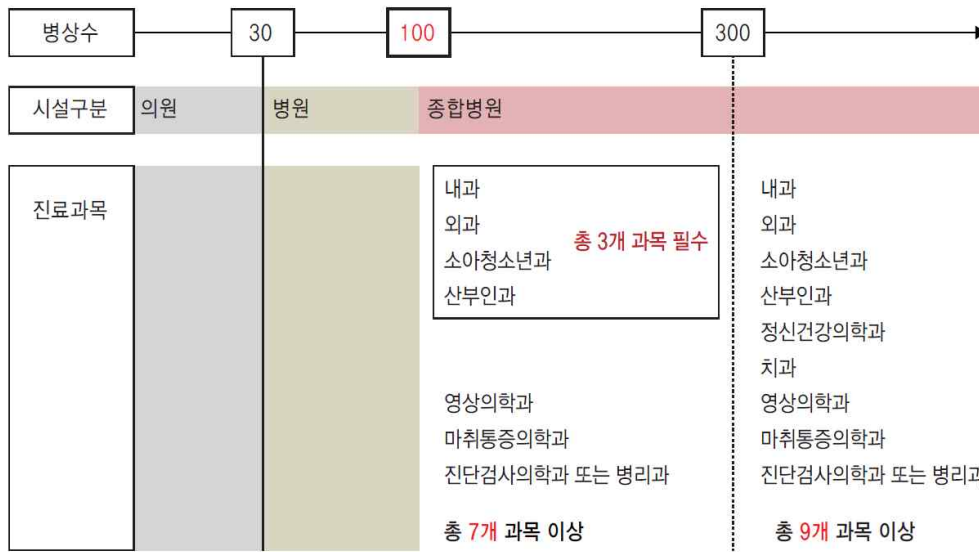 병상수 30 100 300
시설구분 의원 병원 종합병원
진료과목
내과
외과
소아청소년과
산부인과
총 3개 과목 필수
영상의학과
마취통증의학과
진단검사의학과 또는 병리과
총 7개 과목 이상
내과
외과
소아청소년과
산부인과
정신건강의학과
치과
영상의학과
마취통증의학과
진단검사의학과 또는 병리과
총 9개 과목 이상